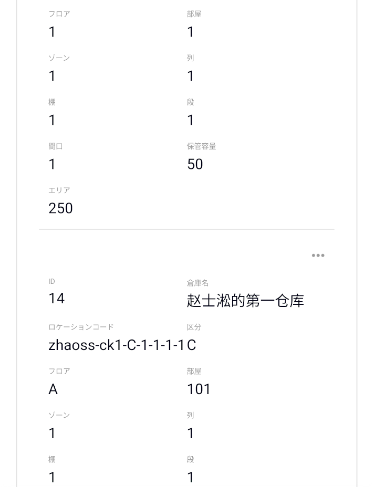 フロア 部屋
1 1
ゾーン 列
1 1
棚 段
1 1
間口 保管容量
1 50
エリア
250
ID 倉庫名
14 赵士淞的第一仓库
ロケーションコード 区分
zhaoss-ck1-C-1-1-1-1 C
フロア 部屋
A 101
ゾーン 列
1 1
棚 段
1 1